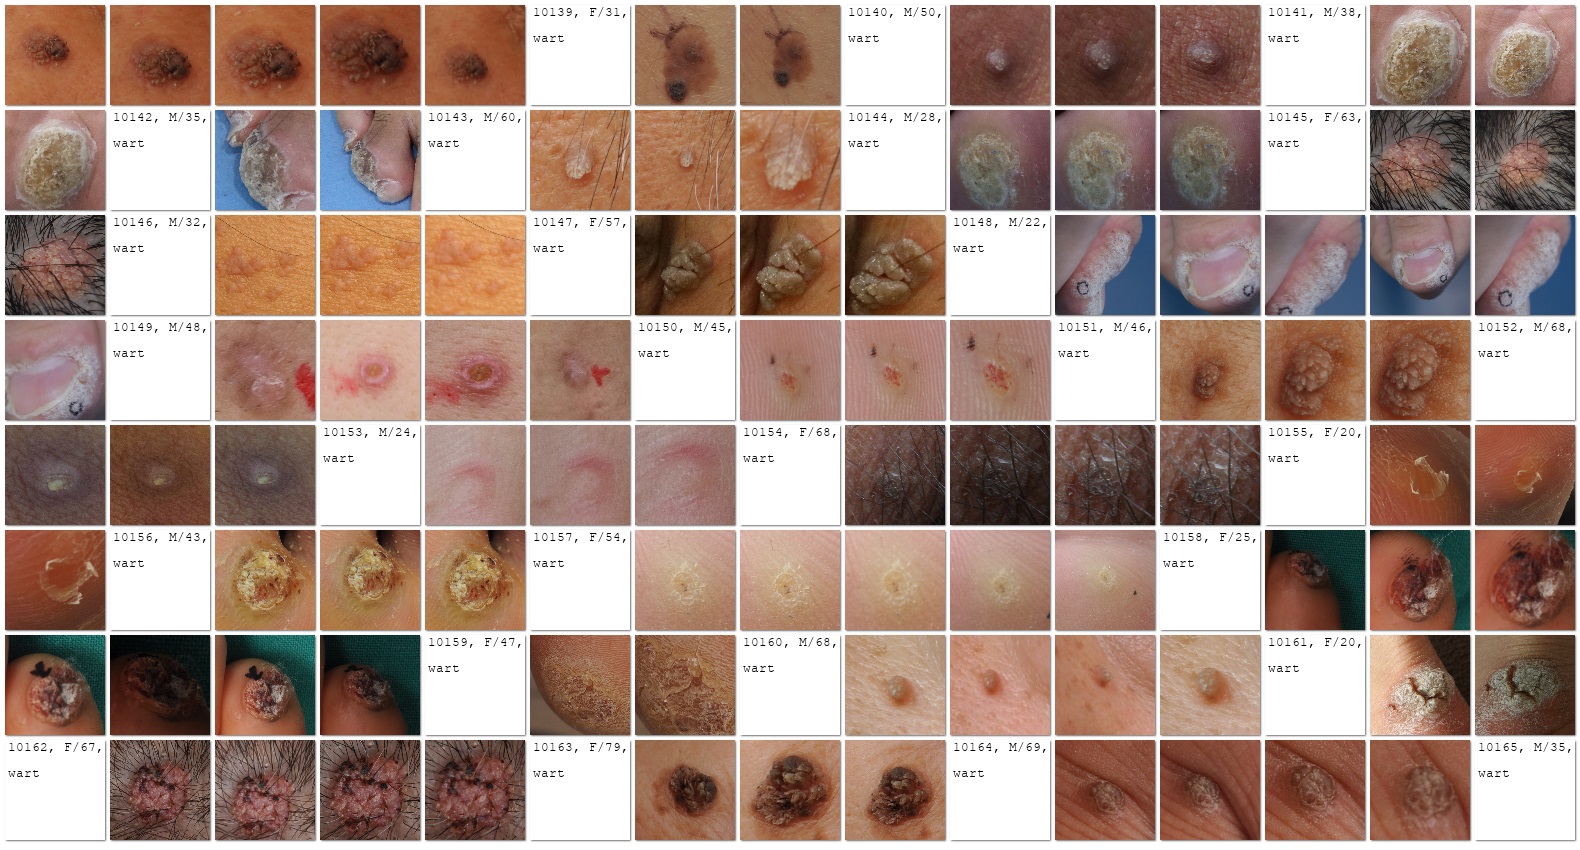 10139, F/31,
wart
10140, M/50,
wart
10141, M/38,
wart
10142, M/35,
wart
10143, M/60,
wart
10144, M/28,
wart
10145, F/63,
wart
10146, M/32,
wart
10147, F/57,
wart
10148, M/22,
wart
10149, M/48,
wart
10150, M/45,
wart
10151, M/46,
wart
10152, M/68,
wart
10153, M/24,
wart
10154, F/68,
wart
10155, F/20,
wart
10156, M/43,
wart
10157, F/54,
wart
10158, F/25,
wart
10159, F/47,
wart
10160, M/68,
wart
10161, F/20,
wart
10162, F/67,
wart
10163, F/79,
wart
10164, M/69,
wart
10165, M/35,
wart